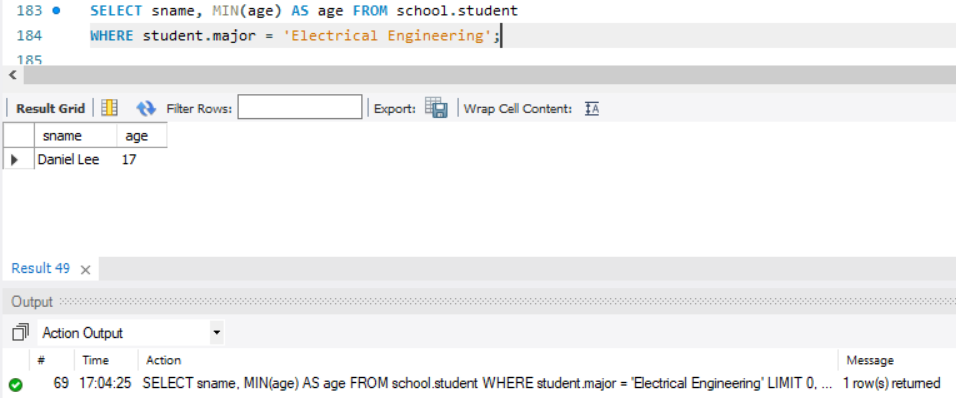 183 SELECT sname, MIN(age) AS age FROM school.student
184 WHERE student.major = 'Electrical Engineering';
185
Result Grid Filter Rows: Export: Wrap Cell Content: IA
sname age
Daniel Lee 17
Result 49 ×
Output
Action Output
# Time Action Message
69 17:04:25 SELECT sname, MIN(age) AS age FROM school.student WHERE student.major = 'Electrical Engineering' LIMIT 0, ... 1 row(s) returned